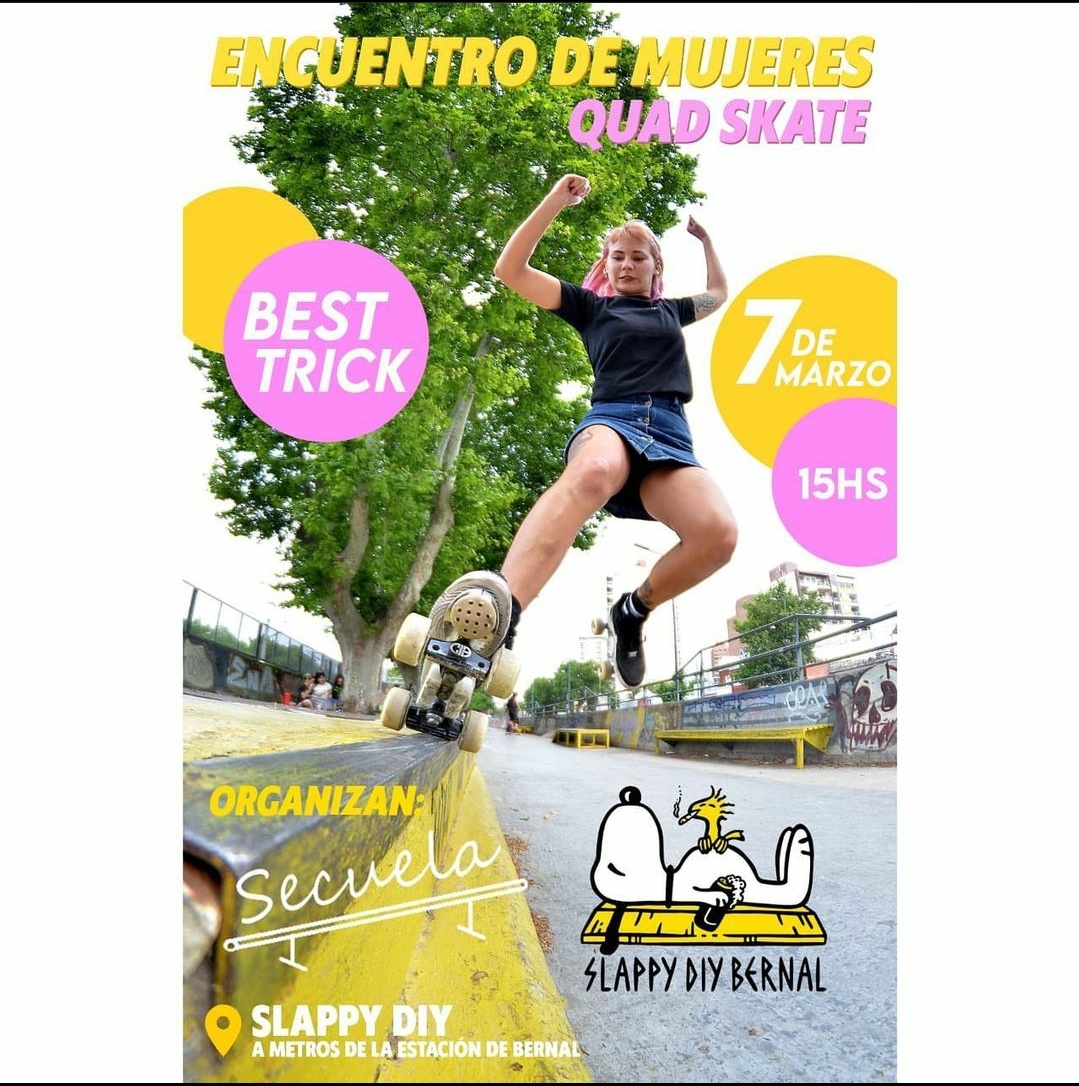 ENCUENTRO DE MUJERES
QUAD SKATE
BEST
TRICK
7 DE
MARZO
15HS
ORGANIZAN:
Secuela
SLAPPY DIY BERNAL
SLAPPY DIY
A METROS DE LA ESTACIÓN DE BERNAL